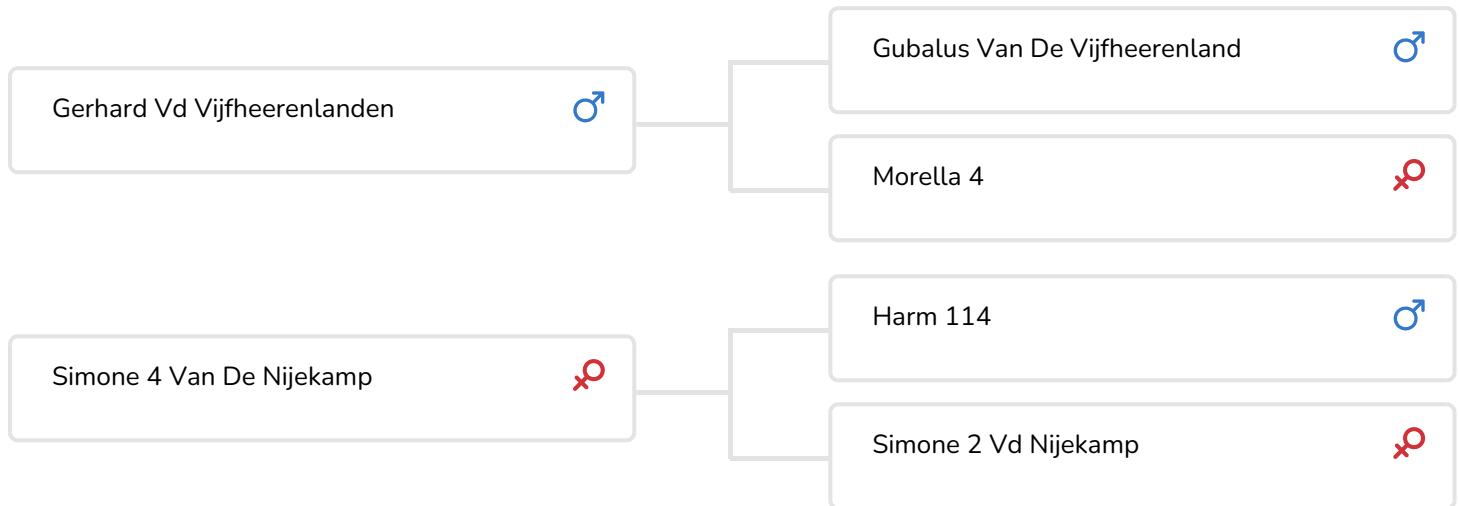 Gubalus Van De Vijfheerenland
Gerhard Vd Vijfheerenlanden
Morella 4
Harm 114
Simone 4 Van De Nijekamp
Simone 2 Vd Nijekamp